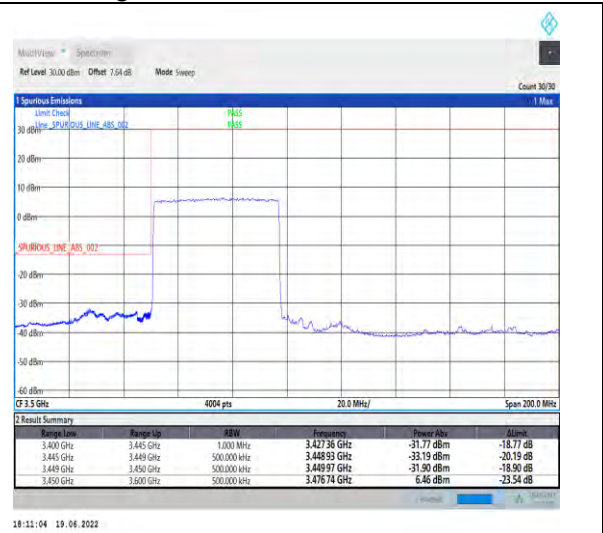 MultiView Spectrum
Ref Level 30.00 dBm Offset 7.64 dB Mode Sweep
Count 30/30
1 Spurious Emissions 1 Max
Limit Check PASS
Line _SPURIOUS_LINE_ABS_002 PASS
30 dBm
20 dBm
10 dBm
0 dBm
_SPURIOUS_LINE_ABS_002
-20 dBm
-30 dBm
-40 dBm
-50 dBm
-60 dBm
CF 3.5 GHz 4004 pts 20.0 MHz/ Span 200.0 MHz
2 Result Summary
Range Low Range Up RBW Frequency Power Abs ΔLimit
3.400 GHz 3.445 GHz 1.000 MHz 3.42736 GHz -31.77 dBm -18.77 dB
3.445 GHz 3.449 GHz 500.000 kHz 3.44893 GHz -33.19 dBm -20.19 dB
3.449 GHz 3.450 GHz 500.000 kHz 3.44997 GHz -31.90 dBm -18.90 dB
3.450 GHz 3.600 GHz 500.000 kHz 3.47674 GHz 6.46 dBm -23.54 dB
18:11:04 19.06.2022